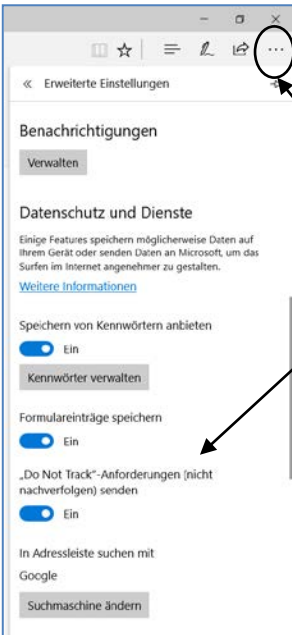 Erweiterte Einstellungen
Benachrichtigungen
Verwalten
Datenschutz und Dienste
Einige Features speichern möglicherweise Daten auf
Ihrem Gerät oder senden Daten an Microsoft, um das
Surfen im Internet angenehmer zu gestalten.
Weitere Informationen
Speichern von Kennwörtern anbieten
Ein
Kennwörter verwalten
Formulareinträge speichern
Ein
„Do Not Track"-Anforderungen (nicht
nachverfolgen) senden
Ein
In Adressleiste suchen mit
Google
Suchmaschine ändern